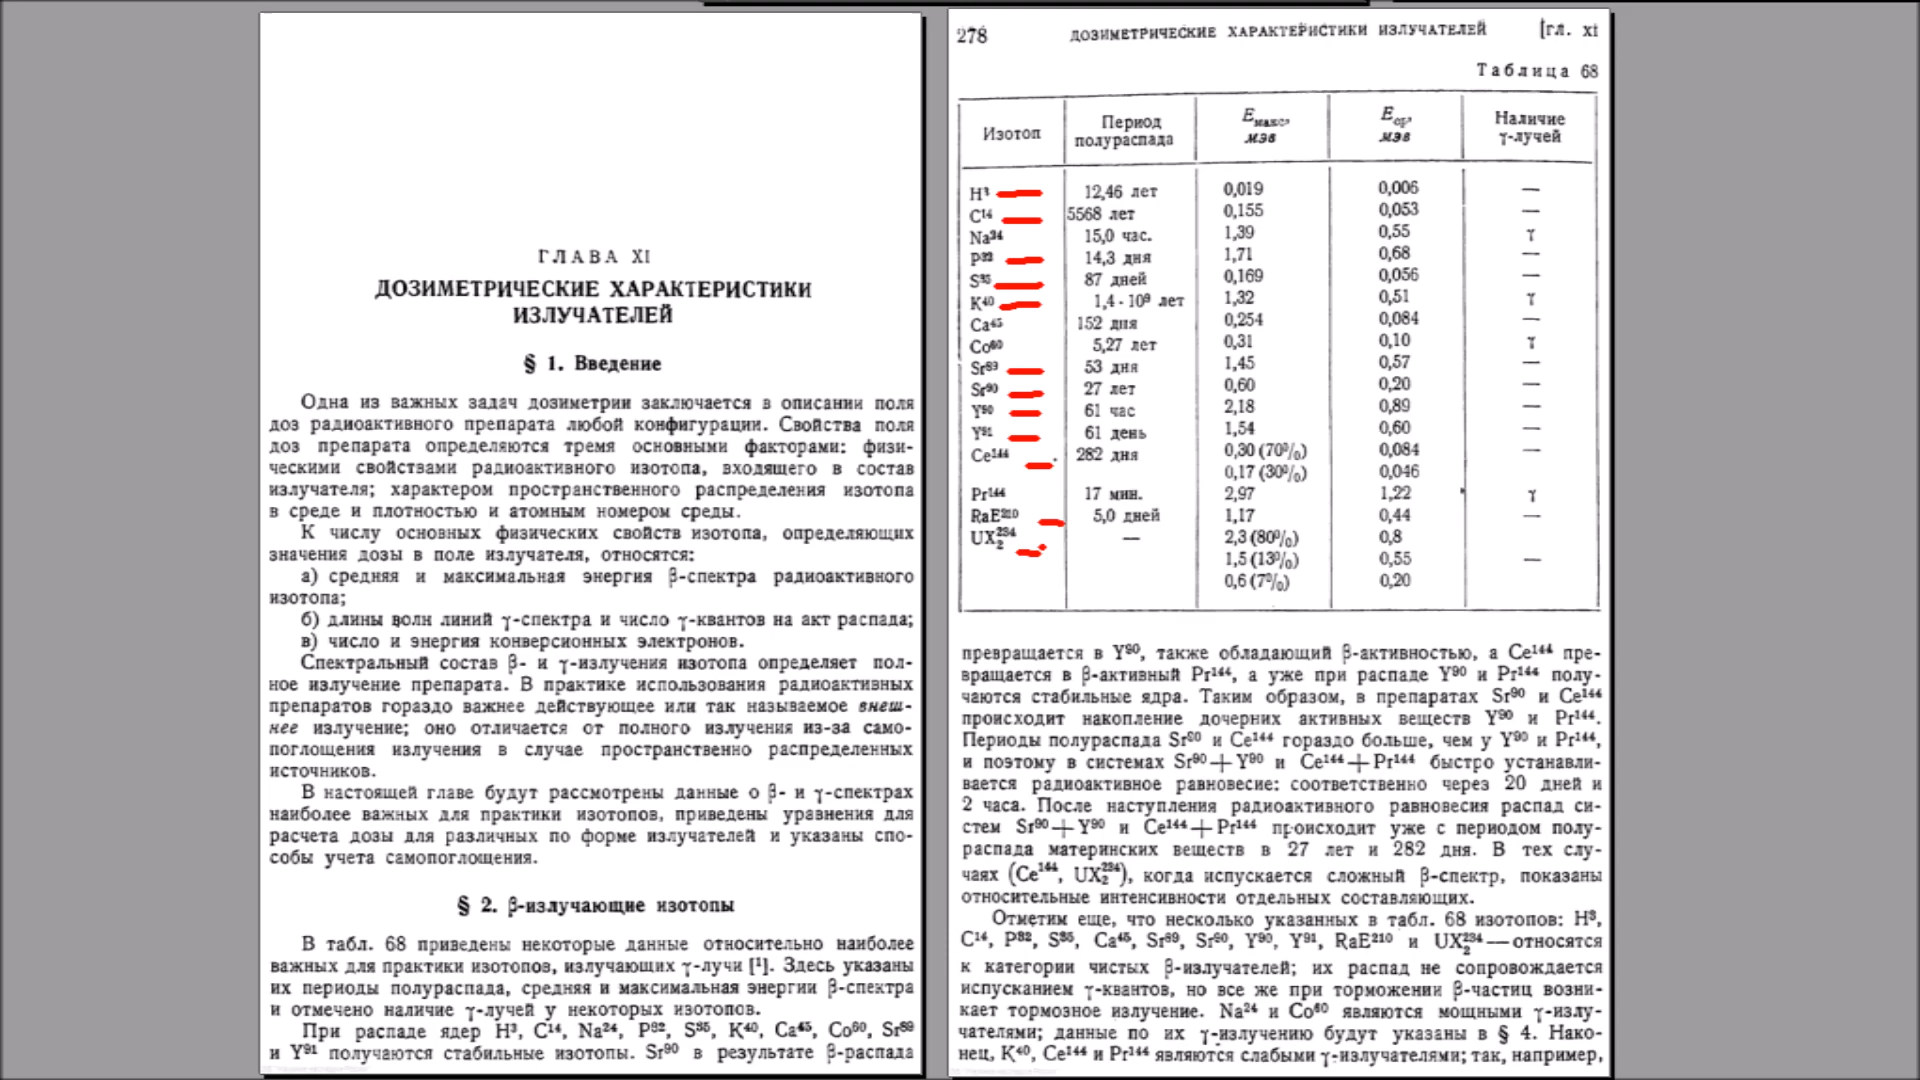 ГЛАВА XI
ДОЗИМЕТРИЧЕСКИЕ ХАРАКТЕРИСТИКИ
ИЗЛУЧАТЕЛЕЙ
§ 1. Введение
Одна из важных задач дозиметрии заключается в описании поля
доз радиоактивного препарата любой конфигурации. Свойства поля
доз препарата определяются тремя основными факторами: физи-
ческими свойствами радиоактивного изотопа, входящего в состав
излучателя; характером пространственного распределения изотопа
в среде и плотностью и атомным номером среды.
К числу основных физических свойств изотопа, определяющих
значения дозы в поле излучателя, относятся:
а) средняя и максимальная энергия β-спектра радиоактивного
изотопа;
б) длины волн линий γ-спектра и число γ-квантов на акт распада;
в) число и энергия конверсионных электронов.
Спектральный состав β- и γ-излучения изотопа определяет пол-
ное излучение препарата. В практике использования радиоактивных
препаратов гораздо важнее действующее или так называемое внеш-
нее излучение; оно отличается от полного излучения из-за само-
поглощения излучения в случае пространственно распределенных
источников.
В настоящей главе будут рассмотрены данные о β- и γ-спектрах
наиболее важных для практики изотопов, приведены уравнения для
расчета дозы для различных по форме излучателей и указаны спо-
собы учета самопоглощения.
§ 2. β-излучающие изотопы
В табл. 68 приведены некоторые данные относительно наиболее
важных для практики изотопов, излучающих γ-лучи [¹]. Здесь указаны
их периоды полураспада, средняя и максимальная энергии β-спектра
и отмечено наличие γ-лучей у некоторых изотопов.
При распаде ядер H³, C¹⁴, Na²⁴, P³², S³⁵, K⁴⁰, Ca⁴⁵, Co⁶⁰, Sr⁸⁹
и Y⁹¹ получаются стабильные изотопы. Sr⁹⁰ в результате β-распада
278 ДОЗИМЕТРИЧЕСКИЕ ХАРАКТЕРИСТИКИ ИЗЛУЧАТЕЛЕЙ [гл. xi
Таблица 68
Изотоп Период полураспада Eмакс, мэв Eср, мэв Наличие γ-лучей
H³ 12,46 лет 0,019 0,006 —
C¹⁴ 5568 лет 0,155 0,053 —
Na²⁴ 15,0 час. 1,39 0,55 γ
P³² 14,3 дня 1,71 0,68 —
S³⁵ 87 дней 0,169 0,056 —
K⁴⁰ 1,4·10⁹ лет 1,32 0,51 γ
Ca⁴⁵ 152 дня 0,254 0,084 —
Co⁶⁰ 5,27 лет 0,31 0,10 γ
Sr⁸⁹ 53 дня 1,45 0,57 —
Sr⁹⁰ 27 лет 0,60 0,20 —
Y⁹⁰ 61 час 2,18 0,89 —
Y⁹¹ 61 день 1,54 0,60 —
Ce¹⁴⁴ 282 дня 0,30 (70%) 0,084 —
0,17 (30%) 0,046
Pr¹⁴⁴ 17 мин. 2,97 1,22 γ
RaE²¹⁰ 5,0 дней 1,17 0,44 —
UX₂²³⁴ — 2,3 (80%) 0,8
1,5 (13%) 0,55 —
0,6 (7%) 0,20
превращается в Y⁹⁰, также обладающий β-активностью, а Ce¹⁴⁴ пре-
вращается в β-активный Pr¹⁴⁴, а уже при распаде Y⁹⁰ и Pr¹⁴⁴ полу-
чаются стабильные ядра. Таким образом, в препаратах Sr⁹⁰ и Ce¹⁴⁴
происходит накопление дочерних активных веществ Y⁹⁰ и Pr¹⁴⁴.
Периоды полураспада Sr⁹⁰ и Ce¹⁴⁴ гораздо больше, чем у Y⁹⁰ и Pr¹⁴⁴,
и поэтому в системах Sr⁹⁰+Y⁹⁰ и Ce¹⁴⁴+Pr¹⁴⁴ быстро устанавли-
вается радиоактивное равновесие: соответственно через 20 дней и
2 часа. После наступления радиоактивного равновесия распад си-
стем Sr⁹⁰+Y⁹⁰ и Ce¹⁴⁴+Pr¹⁴⁴ происходит уже с периодом полу-
распада материнских веществ в 27 лет и 282 дня. В тех слу-
чаях (Ce¹⁴⁴, UX₂²³⁴), когда испускается сложный β-спектр, показаны
относительные интенсивности отдельных составляющих.
Отметим еще, что несколько указанных в табл. 68 изотопов: H³,
C¹⁴, P³², S³⁵, Ca⁴⁵, Sr⁸⁹, Sr⁹⁰, Y⁹⁰, Y⁹¹, RaE²¹⁰ и UX₂²³⁴—относятся
к категории чистых β-излучателей; их распад не сопровождается
испусканием γ-квантов, но все же при торможении β-частиц возни-
кает тормозное излучение. Na²⁴ и Co⁶⁰ являются мощными γ-излу-
чателями; данные по их γ-излучению будут указаны в § 4. Нако-
нец, K⁴⁰, Ce¹⁴⁴ и Pr¹⁴⁴ являются слабыми γ-излучателями; так, например,